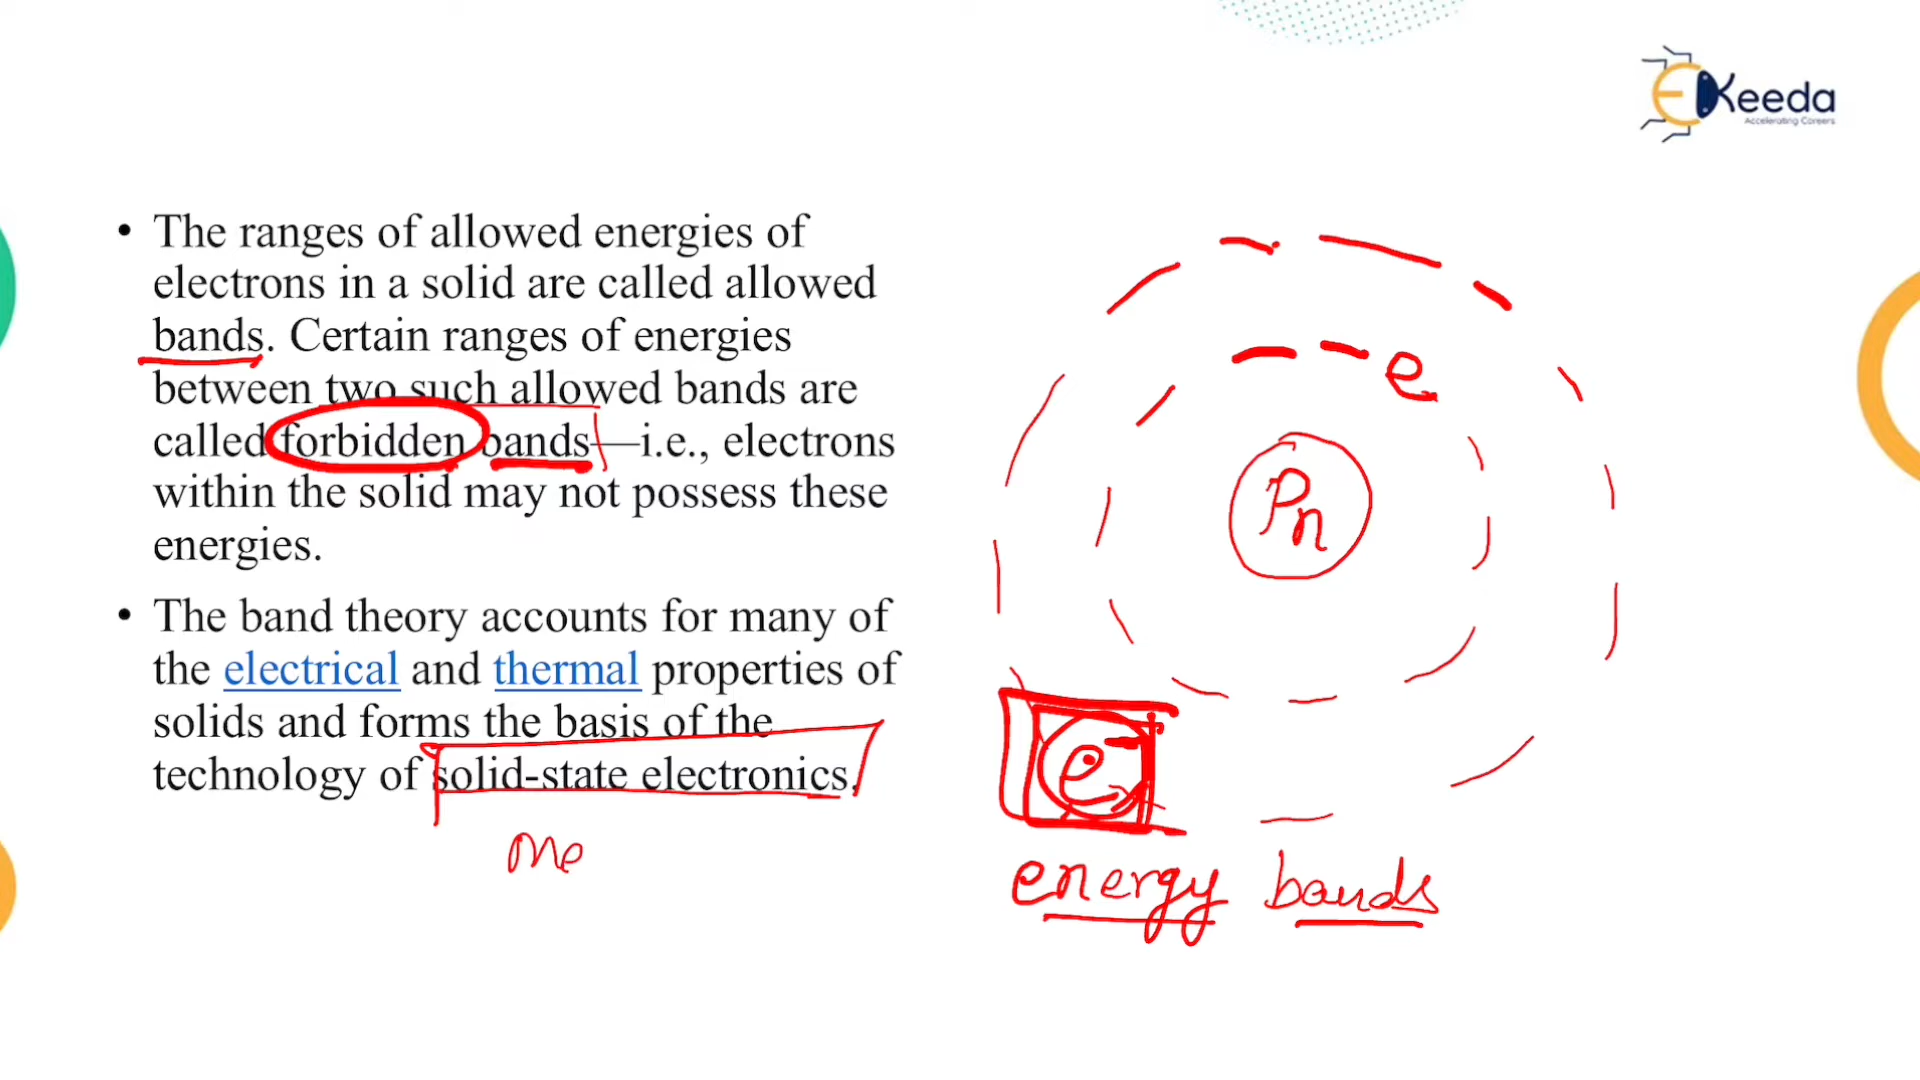 Keeda
Accelerating Careers
• The ranges of allowed energies of
electrons in a solid are called allowed
bands. Certain ranges of energies
between two such allowed bands are
called forbidden bands—i.e., electrons
within the solid may not possess these
energies.
• The band theory accounts for many of
the electrical and thermal properties of
solids and forms the basis of the
technology of solid-state electronics.
me
e
P
n
e
energy bands